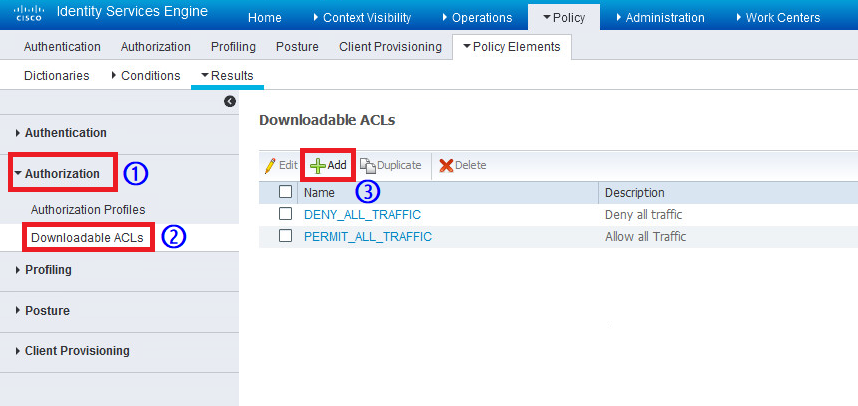 cisco Identity Services Engine Home Context Visibility Operations Policy Administration Work Centers
Authentication Authorization Profiling Posture Client Provisioning Policy Elements
Dictionaries Conditions Results
Authentication
Authorization 1
Authorization Profiles
Downloadable ACLs 2
Profiling
Posture
Client Provisioning
Downloadable ACLs
Edit Add Duplicate Delete
Name 3 Description
DENY_ALL_TRAFFIC Deny all traffic
PERMIT_ALL_TRAFFIC Allow all Traffic